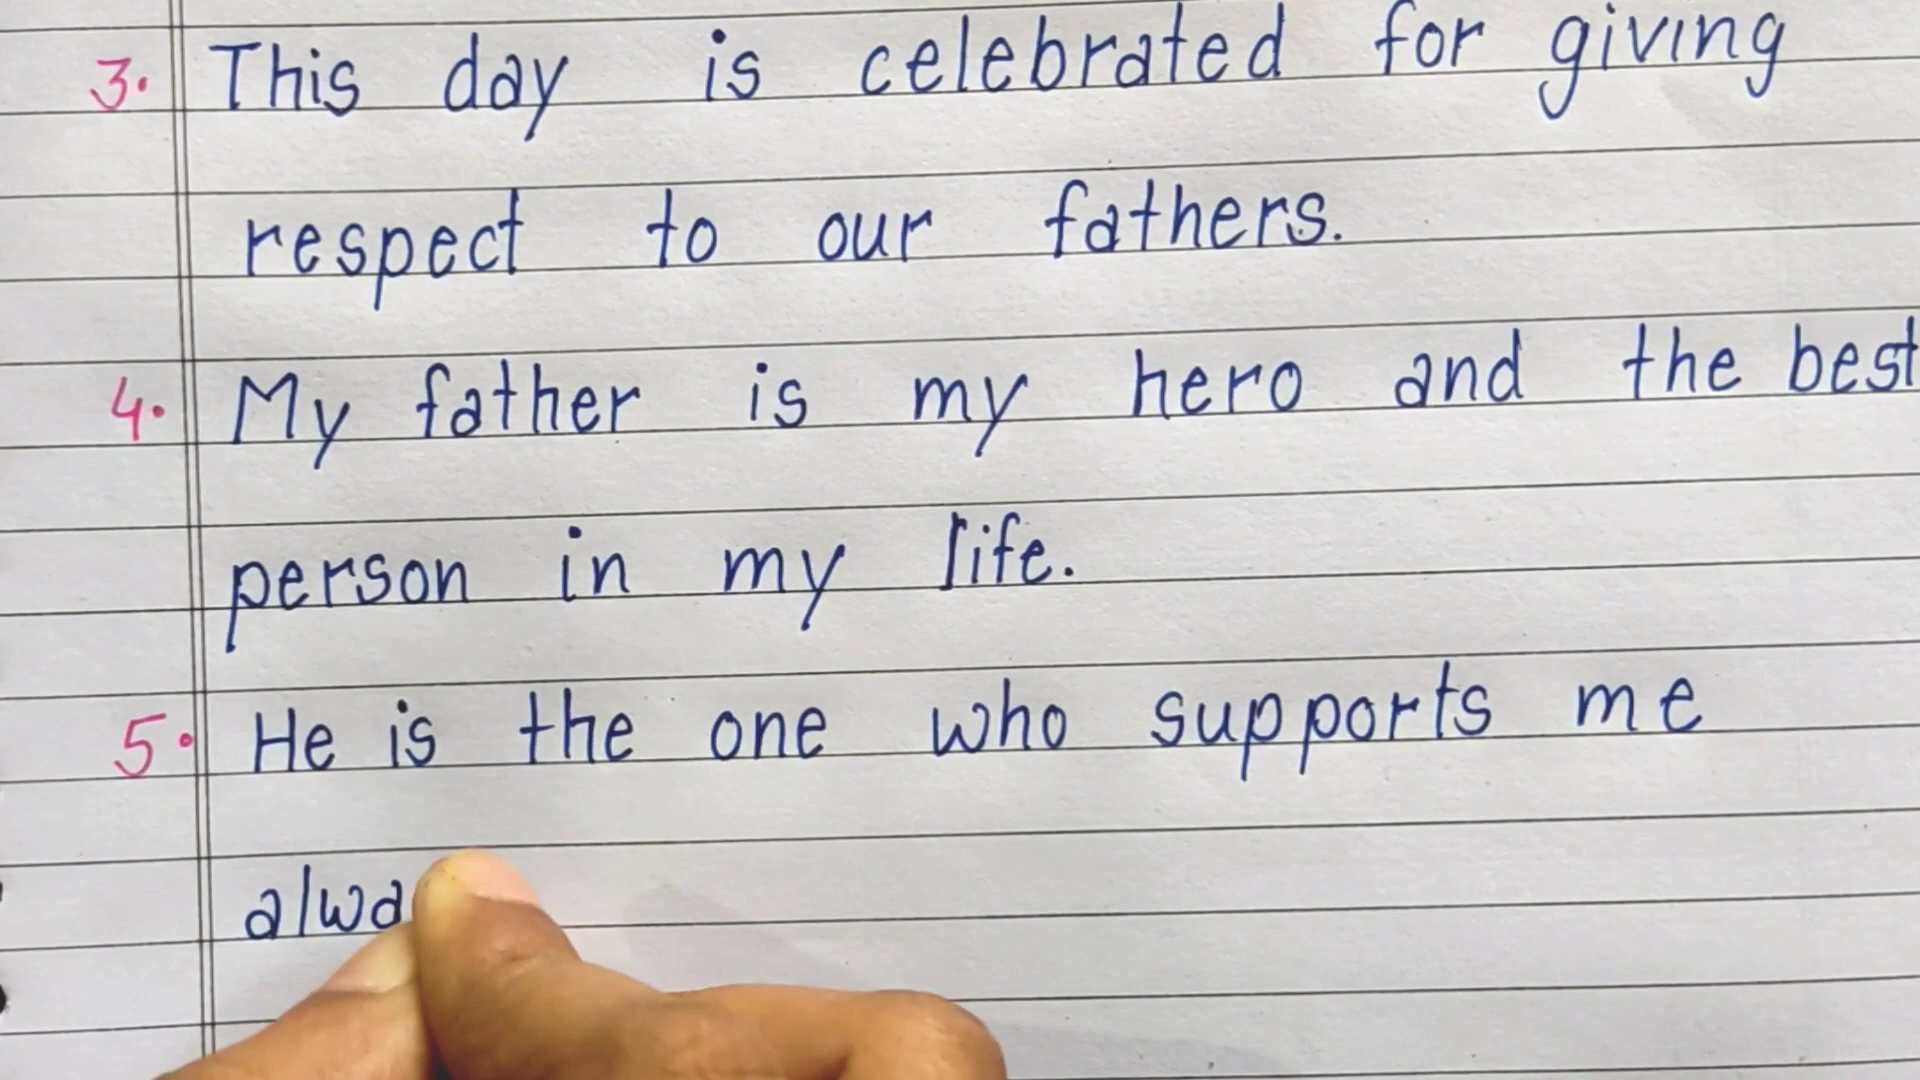 3. This day is celebrated for giving
respect to our fathers.
4. My father is my hero and the best
person in my life.
5. He is the one who supports me
alwa